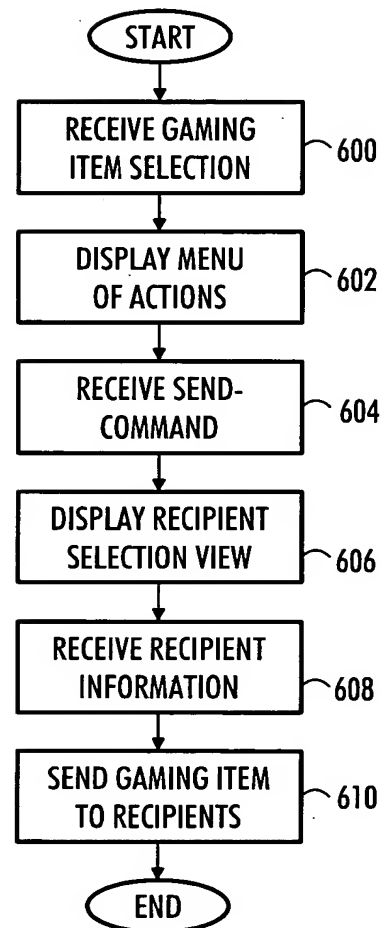 START
RECEIVE GAMING
ITEM SELECTION
600
DISPLAY MENU
OF ACTIONS
602
RECEIVE SEND-
COMMAND
604
DISPLAY RECIPIENT
SELECTION VIEW
606
RECEIVE RECIPIENT
INFORMATION
608
SEND GAMING ITEM
TO RECIPIENTS
610
END